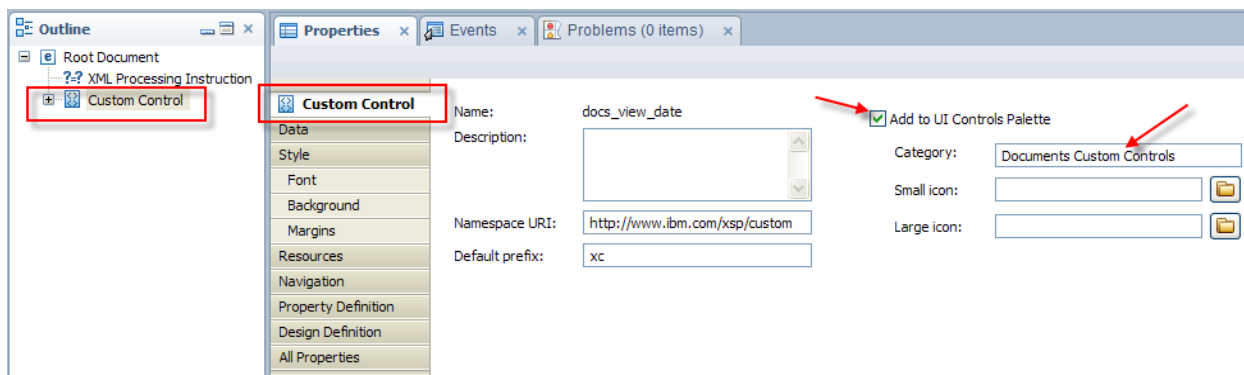 Outline
Root Document
?=? XML Processing Instruction
Custom Control
Properties
Events
Problems (0 items)
Custom Control
Data
Style
Font
Background
Margins
Resources
Navigation
Property Definition
Design Definition
All Properties
Name: docs_view_date
Description:
Namespace URI: http://www.ibm.com/xsp/custom
Default prefix: xc
Add to UI Controls Palette
Category: Documents Custom Controls
Small icon:
Large icon: